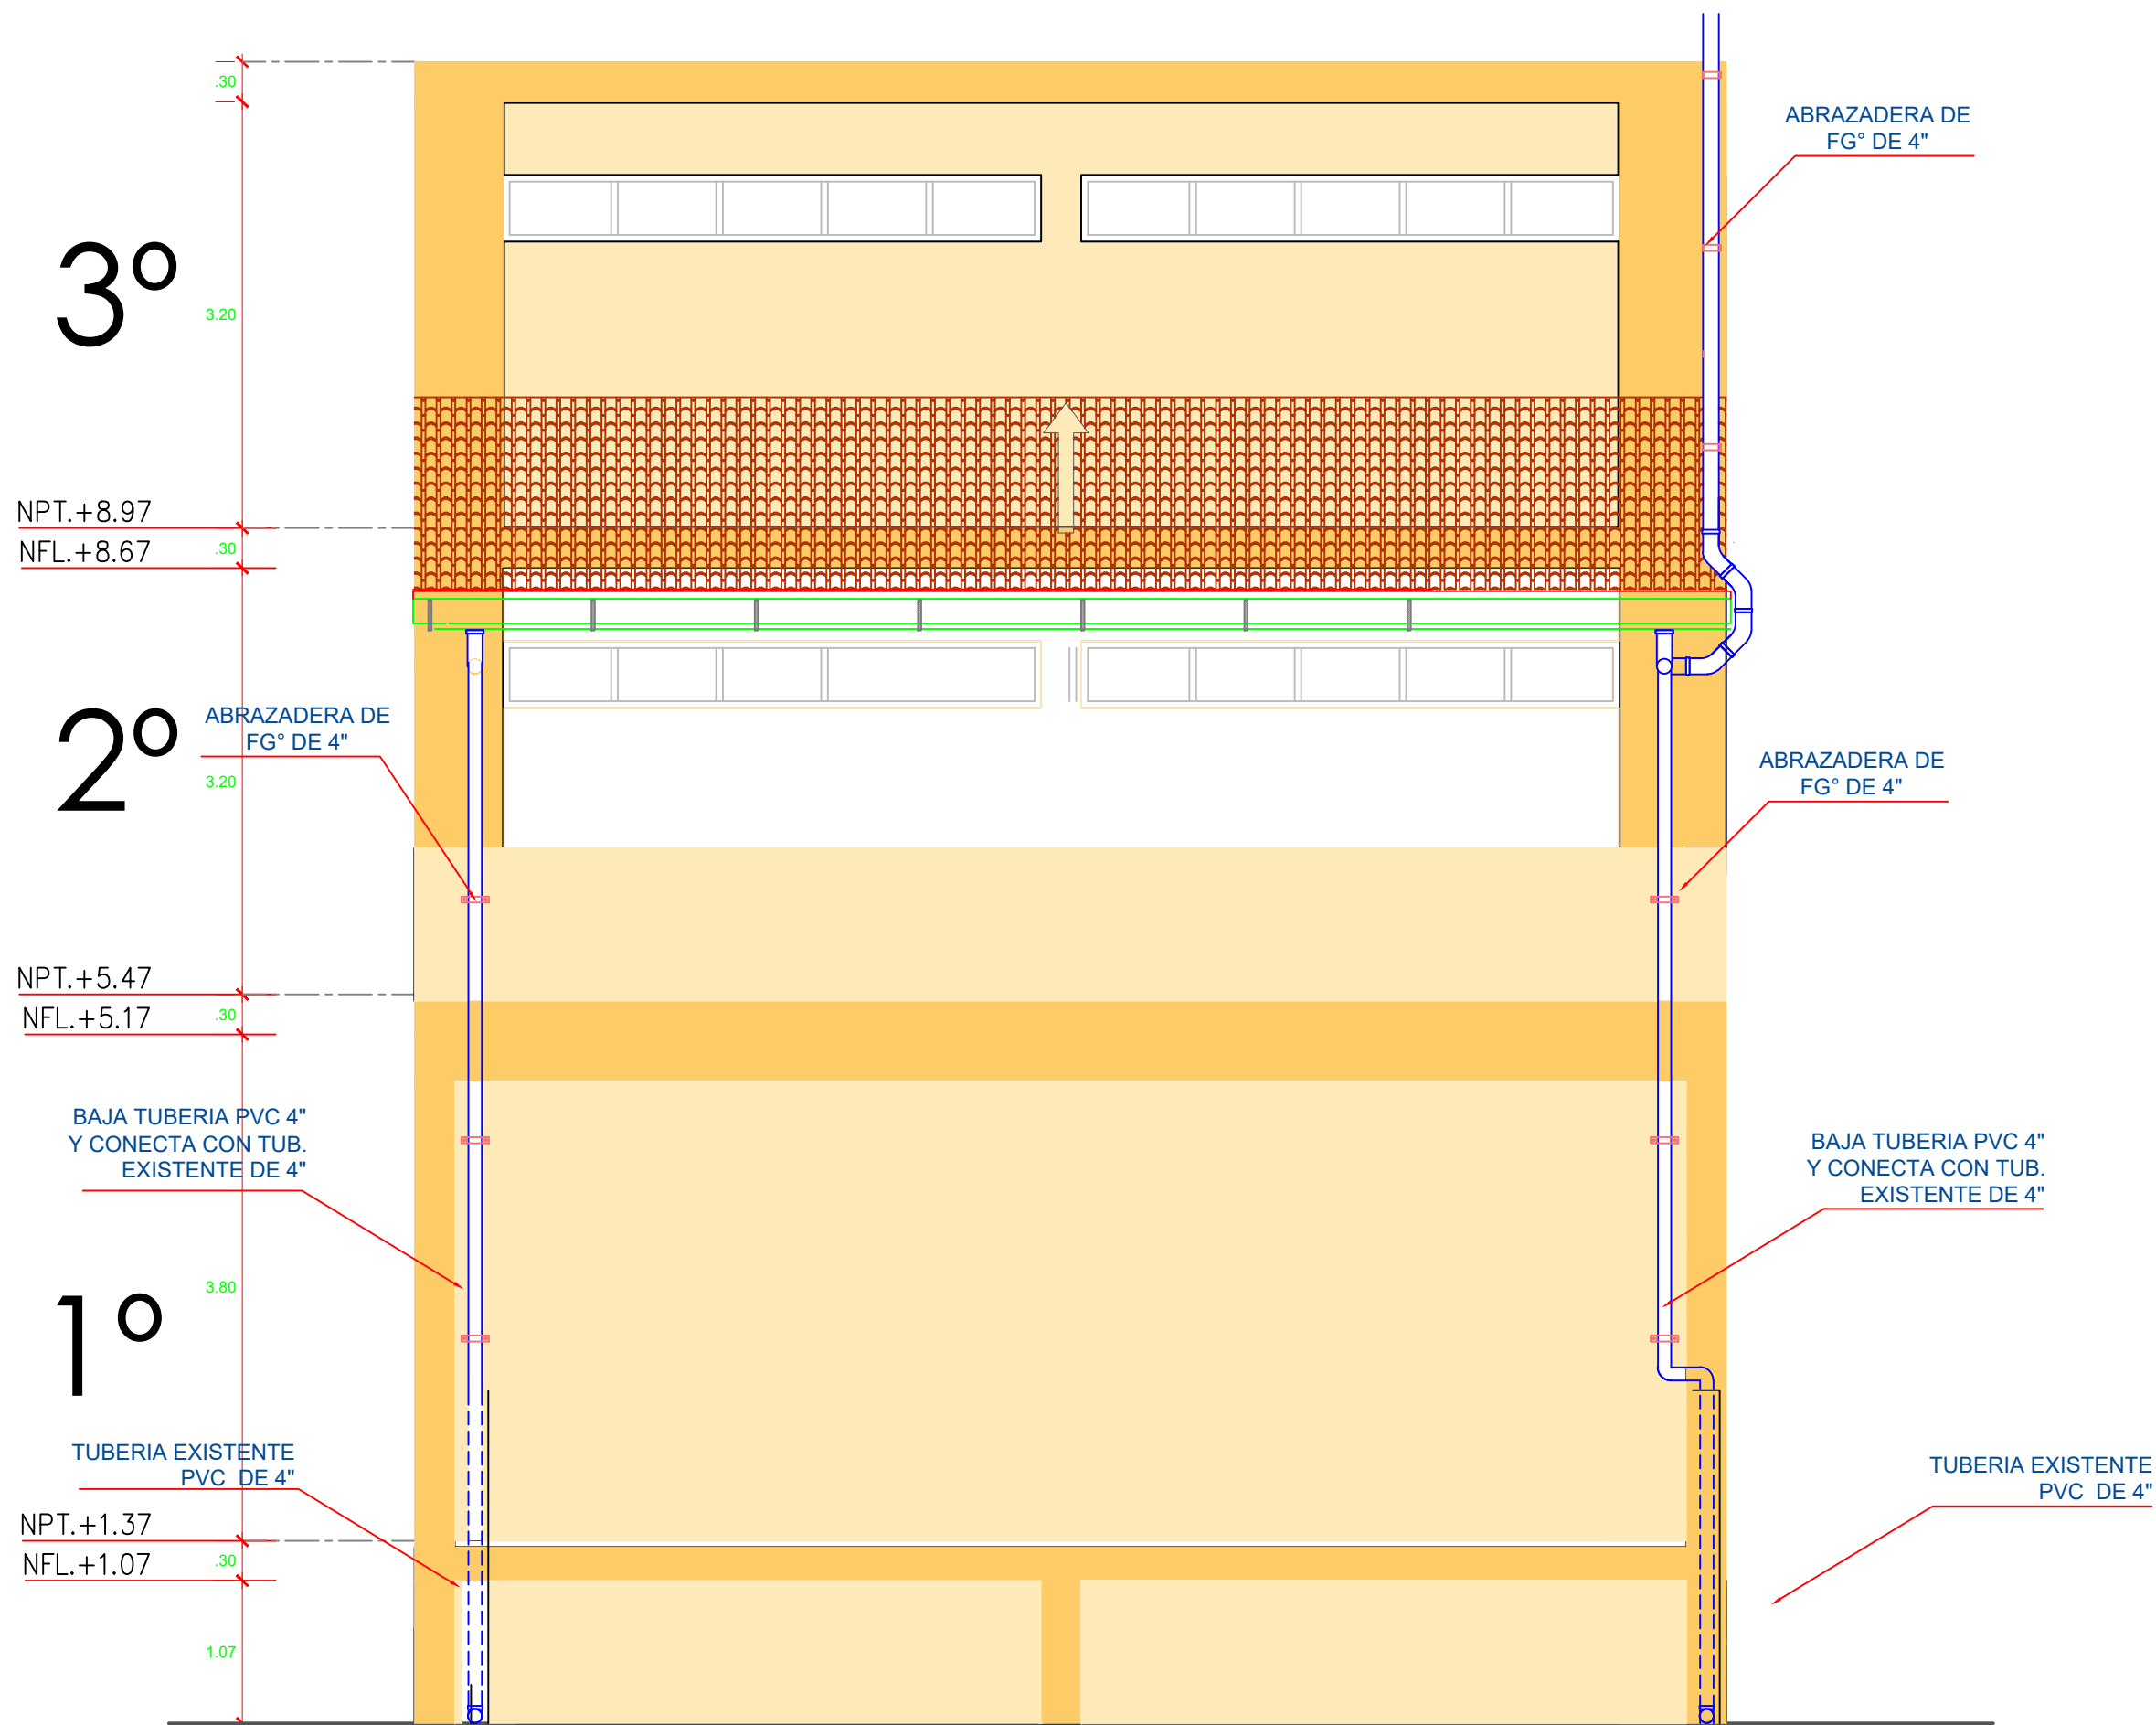 .30
ABRAZADERA DE
FG° DE 4"
3º
3.20
NPT.+8.97
NFL.+8.67
.30
2º
ABRAZADERA DE
FG° DE 4"
3.20
ABRAZADERA DE
FG° DE 4"
NPT.+5.47
NFL.+5.17
.30
BAJA TUBERIA PVC 4"
Y CONECTA CON TUB.
EXISTENTE DE 4"
BAJA TUBERIA PVC 4"
Y CONECTA CON TUB.
EXISTENTE DE 4"
3.80
1º
TUBERIA EXISTENTE
PVC DE 4"
TUBERIA EXISTENTE
PVC DE 4"
NPT.+1.37
NFL.+1.07
.30
1.07